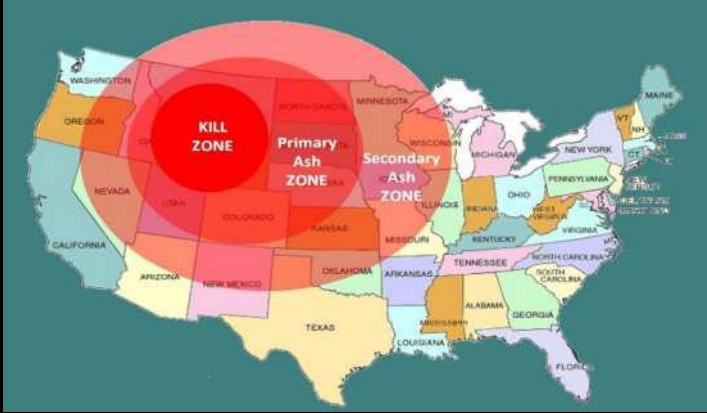 WASHINGTON
MAINE
NORTH DAKOTA
MINNESOTA
MI
VT
NH
OREGON
KILL
ZONE
Primary
Ash
ZONE
Secondary
Ash
ZONE
WISCONSIN
MICHIGAN
NEW YORK
CT
PENNSYLVANIA
NEVADA
UTAH
COLORADO
KANSAS
MISSOURI
ILLINOIS
INDIANA
OHIO
WEST
VIRGINIA
VIRGINIA
KENTUCKY
CALIFORNIA
ARIZONA
NEW MEXICO
OKLAHOMA
ARKANSAS
TENNESSEE
NORTH CAROLINA
SOUTH
CAROLINA
TEXAS
LOUISIANA
ALABAMA
GEORGIA
FLORIDA